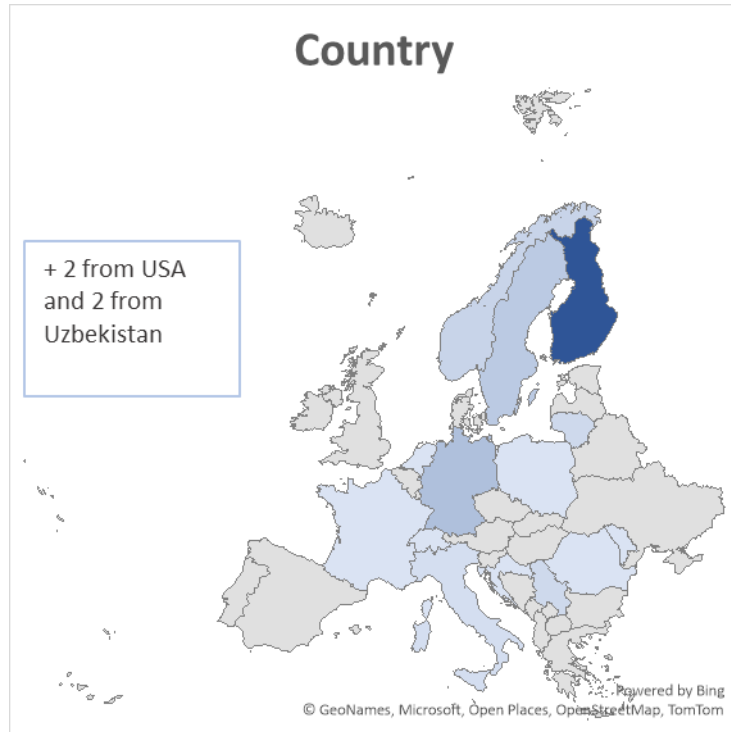 Country
+ 2 from USA
and 2 from
Uzbekistan
Powered by Bing
© GeoNames, Microsoft, Open Places, OpenStreetMap, TomTom